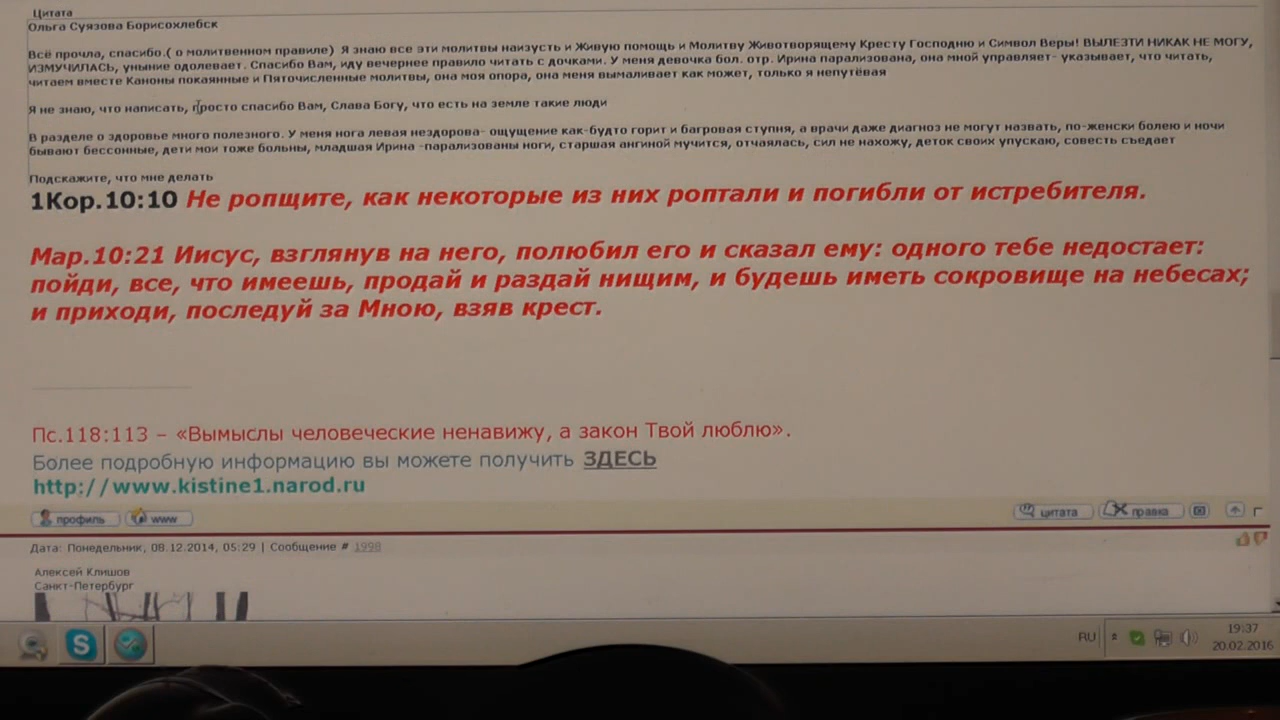 Цитата
Ольга Суязова Борисохлебск
Всё прочла, спасибо.( о молитвенном правиле) Я знаю все эти молитвы наизусть и Живую помощь и Молитву Животворящему Кресту Господню и Символ Веры! ВЫЛЕЗТИ НИКАК НЕ МОГУ,
ИЗМУЧИЛАСЬ, уныние одолевает. Спасибо Вам, иду вечернее правило читать с дочками. У меня девочка бол. отр. Ирина парализована, она мной управляет- указывает, что читать,
читаем вместе Каноны покаянные и Пяточисленные молитвы, она моя опора, она меня вымаливает как может, только я непутёвая
Я не знаю, что написать, просто спасибо Вам, Слава Богу, что есть на земле такие люди
В разделе о здоровье много полезного. У меня нога левая нездорова- ощущение как-будто горит и багровая ступня, а врачи даже диагноз не могут назвать, по-женски болею и ночи
бывают бессонные, дети мои тоже больны, младшая Ирина -парализованы ноги, старшая ангиной мучится, отчаялась, сил не нахожу, деток своих упускаю, совесть съедает
Подскажите, что мне делать
1Кор.10:10 Не ропщите, как некоторые из них роптали и погибли от истребителя.
Мар.10:21 Иисус, взглянув на него, полюбил его и сказал ему: одного тебе недостает:
пойди, все, что имеешь, продай и раздай нищим, и будешь иметь сокровище на небесах;
и приходи, последуй за Мною, взяв крест.
Пс.118:113 – «Вымыслы человеческие ненавижу, а закон Твой люблю».
Более подробную информацию вы можете получить ЗДЕСЬ
http://www.kistine1.narod.ru
профиль www цитата правка
Дата: Понедельник, 08.12.2014, 05:29 | Сообщение # 1998
Алексей Клишов
Санкт-Петербург
RU 19:37
20.02.2016